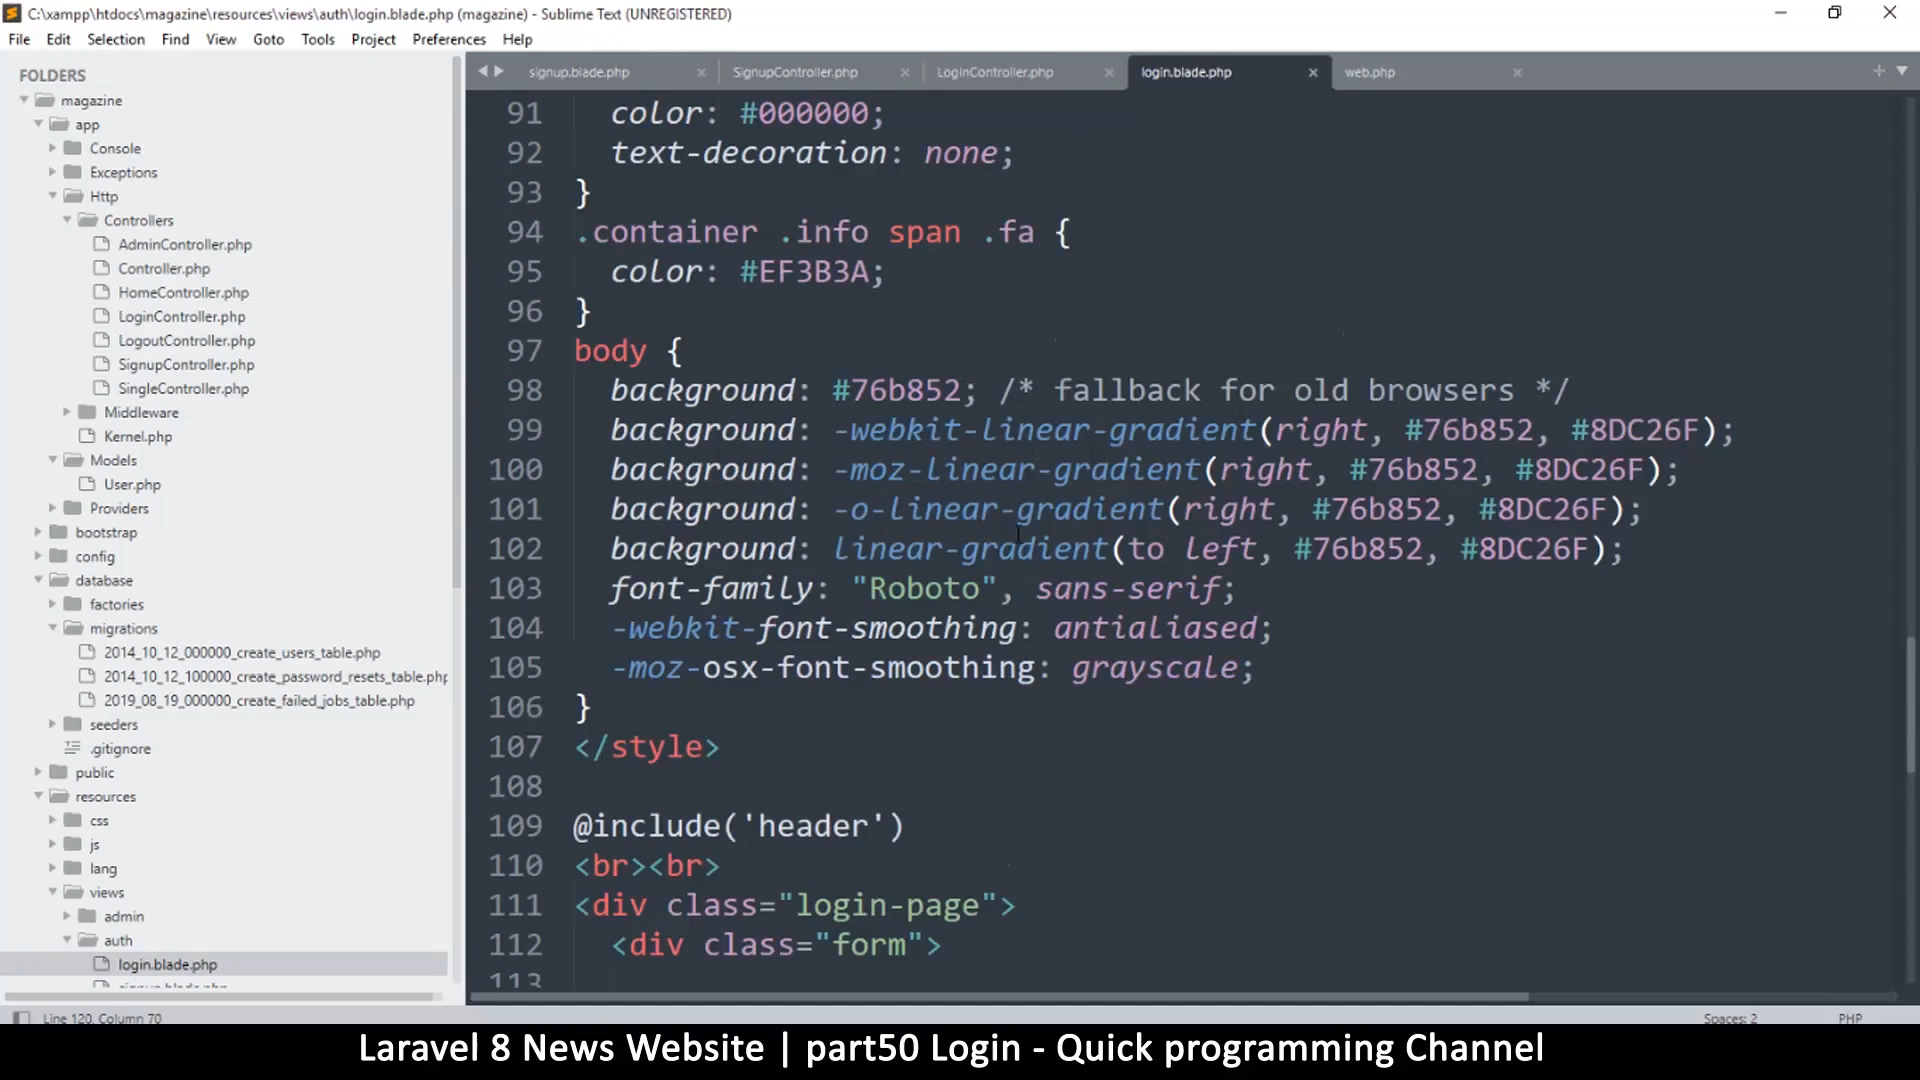 C:\xampp\htdocs\magazine\resources\views\auth\login.blade.php (magazine) - Sublime Text (UNREGISTERED)
File Edit Selection Find View Goto Tools Project Preferences Help
FOLDERS
magazine
app
Console
Exceptions
Http
Controllers
AdminController.php
Controller.php
HomeController.php
LoginController.php
LogoutController.php
SignupController.php
SingleController.php
Middleware
Kernel.php
Models
User.php
Providers
bootstrap
config
database
factories
migrations
2014_10_12_000000_create_users_table.php
2014_10_12_100000_create_password_resets_table.php
2019_08_19_000000_create_failed_jobs_table.php
seeders
.gitignore
public
resources
css
js
lang
views
admin
auth
login.blade.php
signup.blade.php
signup.blade.php SignupController.php LoginController.php login.blade.php web.php
91 color: #000000;
92 text-decoration: none;
93 }
94 .container .info span .fa {
95 color: #EF3B3A;
96 }
97 body {
98 background: #76b852; /* fallback for old browsers */
99 background: -webkit-linear-gradient(right, #76b852, #8DC26F);
100 background: -moz-linear-gradient(right, #76b852, #8DC26F);
101 background: -o-linear-gradient(right, #76b852, #8DC26F);
102 background: linear-gradient(to left, #76b852, #8DC26F);
103 font-family: "Roboto", sans-serif;
104 -webkit-font-smoothing: antialiased;
105 -moz-osx-font-smoothing: grayscale;
106 }
107 </style>
108
109 @include('header')
110 <br><br>
111 <div class="login-page">
112 <div class="form">
113
Line 120, Column 70 Spaces: 2 PHP
Laravel 8 News Website | part50 Login - Quick programming Channel